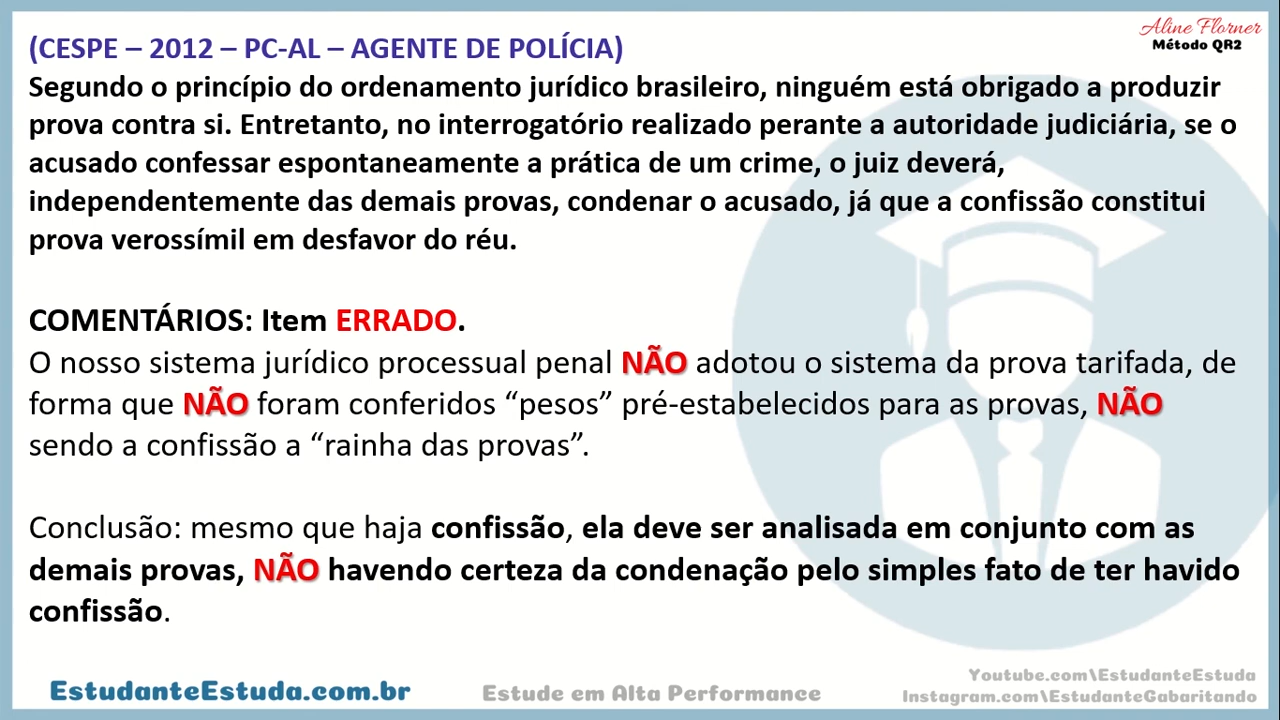 Aline Florner
Método QR2
(CESPE – 2012 – PC-AL – AGENTE DE POLÍCIA)
Segundo o princípio do ordenamento jurídico brasileiro, ninguém está obrigado a produzir
prova contra si. Entretanto, no interrogatório realizado perante a autoridade judiciária, se o
acusado confessar espontaneamente a prática de um crime, o juiz deverá,
independentemente das demais provas, condenar o acusado, já que a confissão constitui
prova verossímil em desfavor do réu.
COMENTÁRIOS: Item ERRADO.
O nosso sistema jurídico processual penal NÃO adotou o sistema da prova tarifada, de
forma que NÃO foram conferidos “pesos” pré-estabelecidos para as provas, NÃO
sendo a confissão a “rainha das provas”.
Conclusão: mesmo que haja confissão, ela deve ser analisada em conjunto com as
demais provas, NÃO havendo certeza da condenação pelo simples fato de ter havido
confissão.
EstudanteEstuda.com.br
Estude em Alta Performance
Youtube.com\EstudanteEstuda
Instagram.com\EstudanteGabaritando